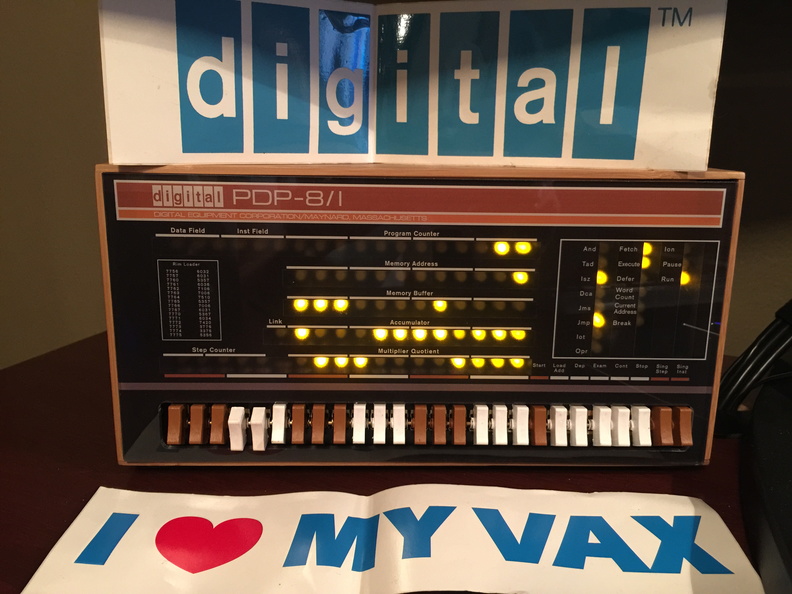 digital TM
digital PDP-8/I
DIGITAL EQUIPMENT CORPORATION/MAYNARD, MASSACHUSETTS
Data Field Inst Field Program Counter
Memory Address
Memory Buffer
Link Accumulator
Step Counter Multiplier Quotient
Rim Loader
And Fetch Ion
Tad Execute Pause
Isz Defer Run
Dca Word Count
Jms Current Address
Jmp Break
Iot
Opr
Start Load Add Dep Exam Cont Stop Sing Step Sing Inst
I ❤ MY VAX